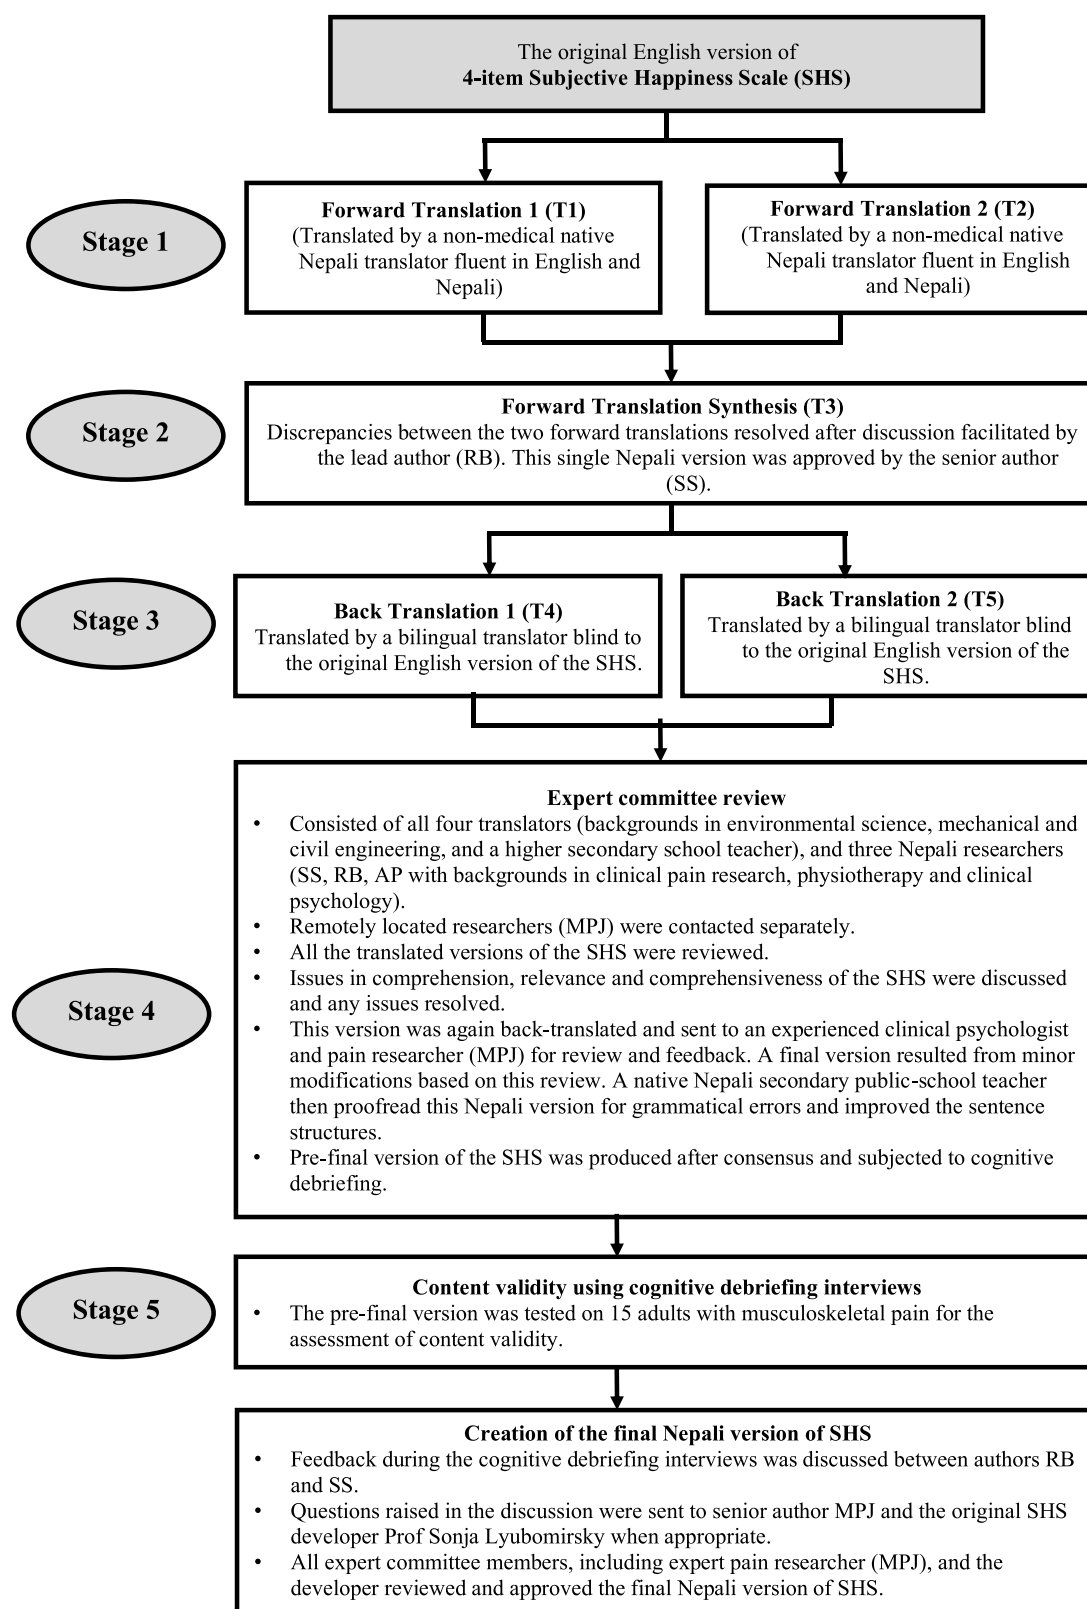 The original English version of
4-item Subjective Happiness Scale (SHS)
Stage 1
Forward Translation 1 (T1)
(Translated by a non-medical native
Nepali translator fluent in English and
Nepali)
Forward Translation 2 (T2)
(Translated by a non-medical native
Nepali translator fluent in English
and Nepali)
Stage 2
Forward Translation Synthesis (T3)
Discrepancies between the two forward translations resolved after discussion facilitated by
the lead author (RB). This single Nepali version was approved by the senior author
(SS).
Stage 3
Back Translation 1 (T4)
Translated by a bilingual translator blind to
the original English version of the SHS.
Back Translation 2 (T5)
Translated by a bilingual translator blind
to the original English version of the
SHS.
Stage 4
Expert committee review
• Consisted of all four translators (backgrounds in environmental science, mechanical and
civil engineering, and a higher secondary school teacher), and three Nepali researchers
(SS, RB, AP with backgrounds in clinical pain research, physiotherapy and clinical
psychology).
• Remotely located researchers (MPJ) were contacted separately.
• All the translated versions of the SHS were reviewed.
• Issues in comprehension, relevance and comprehensiveness of the SHS were discussed
and any issues resolved.
• This version was again back-translated and sent to an experienced clinical psychologist
and pain researcher (MPJ) for review and feedback. A final version resulted from minor
modifications based on this review. A native Nepali secondary public-school teacher
then proofread this Nepali version for grammatical errors and improved the sentence
structures.
• Pre-final version of the SHS was produced after consensus and subjected to cognitive
debriefing.
Stage 5
Content validity using cognitive debriefing interviews
• The pre-final version was tested on 15 adults with musculoskeletal pain for the
assessment of content validity.
Creation of the final Nepali version of SHS
• Feedback during the cognitive debriefing interviews was discussed between authors RB
and SS.
• Questions raised in the discussion were sent to senior author MPJ and the original SHS
developer Prof Sonja Lyubomirsky when appropriate.
• All expert committee members, including expert pain researcher (MPJ), and the
developer reviewed and approved the final Nepali version of SHS.